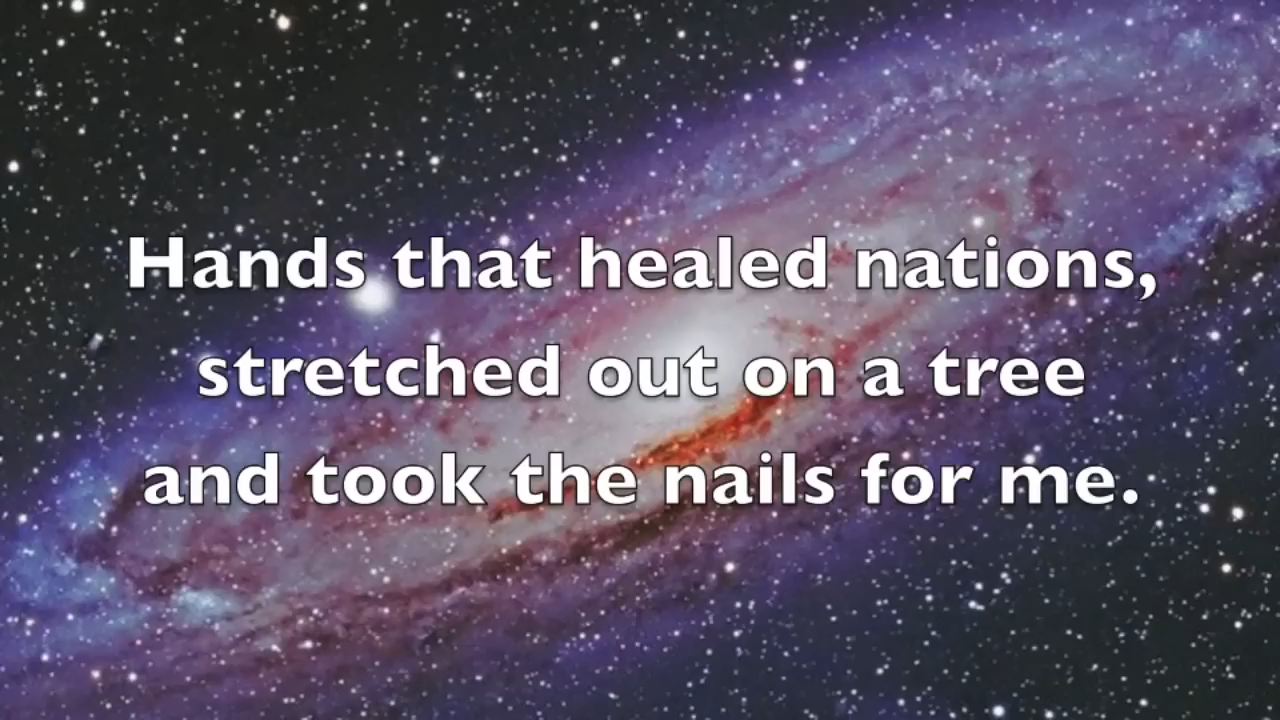 Hands that healed nations,
stretched out on a tree
and took the nails for me.